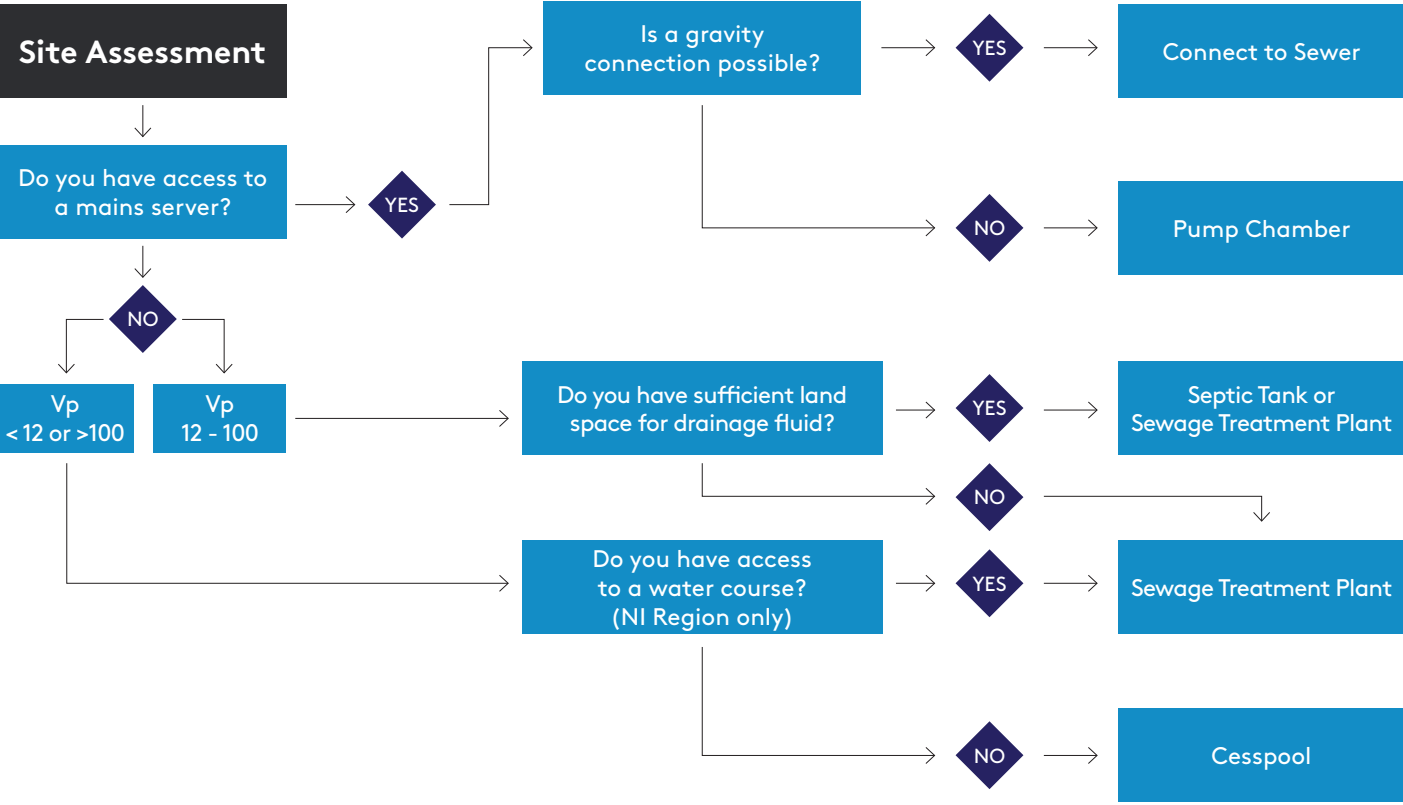 Site Assessment
Is a gravity
connection possible?
YES
Connect to Sewer
Do you have access to
a mains server?
YES
NO
Pump Chamber
NO
Vp
< 12 or >100
Vp
12 - 100
Do you have sufficient land
space for drainage fluid?
YES
Septic Tank or
Sewage Treatment Plant
NO
Do you have access
to a water course?
(NI Region only)
YES
Sewage Treatment Plant
NO
Cesspool